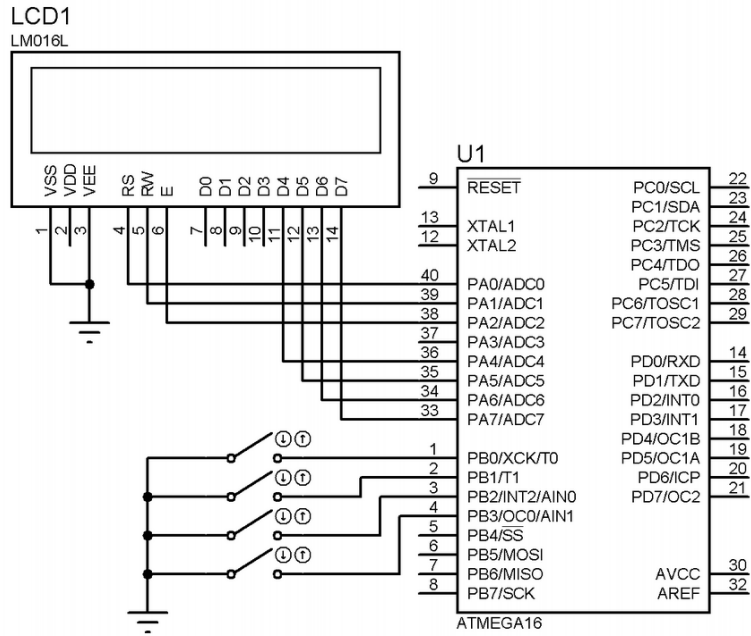 LCD1
LM016L
VSS
VDD
VEE
RS
RW
E
D0
D1
D2
D3
D4
D5
D6
D7
1
2
3
4
5
6
7
8
9
10
11
12
13
14
U1
9 RESET
13 XTAL1
12 XTAL2
40 PA0/ADC0
39 PA1/ADC1
38 PA2/ADC2
37 PA3/ADC3
36 PA4/ADC4
35 PA5/ADC5
34 PA6/ADC6
33 PA7/ADC7
1 PB0/XCK/T0
2 PB1/T1
3 PB2/INT2/AIN0
4 PB3/OC0/AIN1
5 PB4/SS
6 PB5/MOSI
7 PB6/MISO
8 PB7/SCK
PC0/SCL 22
PC1/SDA 23
PC2/TCK 24
PC3/TMS 25
PC4/TDO 26
PC5/TDI 27
PC6/TOSC1 28
PC7/TOSC2 29
PD0/RXD 14
PD1/TXD 15
PD2/INT0 16
PD3/INT1 17
PD4/OC1B 18
PD5/OC1A 19
PD6/ICP 20
PD7/OC2 21
AVCC 30
AREF 32
ATMEGA16